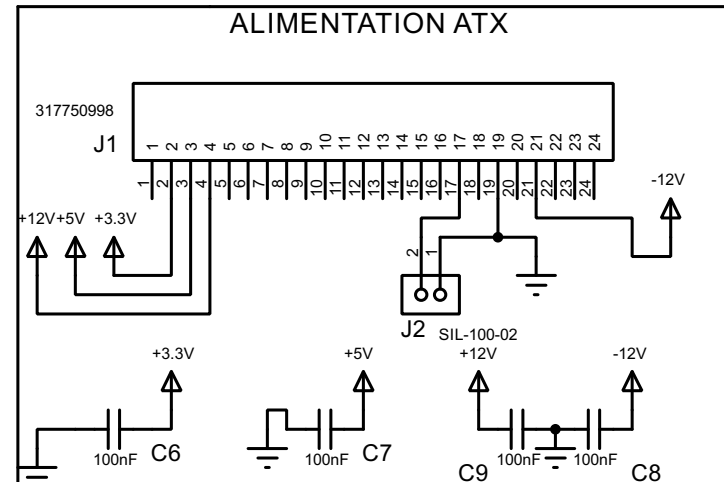 ALIMENTATION ATX
317750998
J1
1 2 3 4 5 6 7 8 9 10 11 12 13 14 15 16 17 18 19 20 21 22 23 24
1 2 3 4 5 6 7 8 9 10 11 12 13 14 15 16 17 18 19 20 21 22 23 24
-12V
+12V +5V +3.3V
2 1
J2 SIL-100-02
+3.3V +5V +12V -12V
C6 C7
100nF 100nF 100nF 100nF
C9 C8